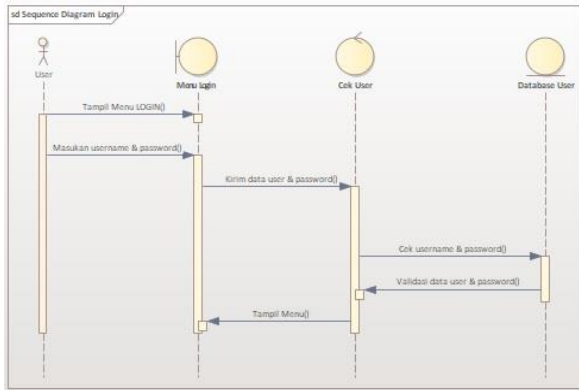 sd Sequence Diagram Login
User
Menu Login
Cek User
Database User
Tampil Menu LOGIN()
Masukan username & password()
Kirim data user & password()
Cek username & password()
Validasi data user & password()
Tampil Menu()